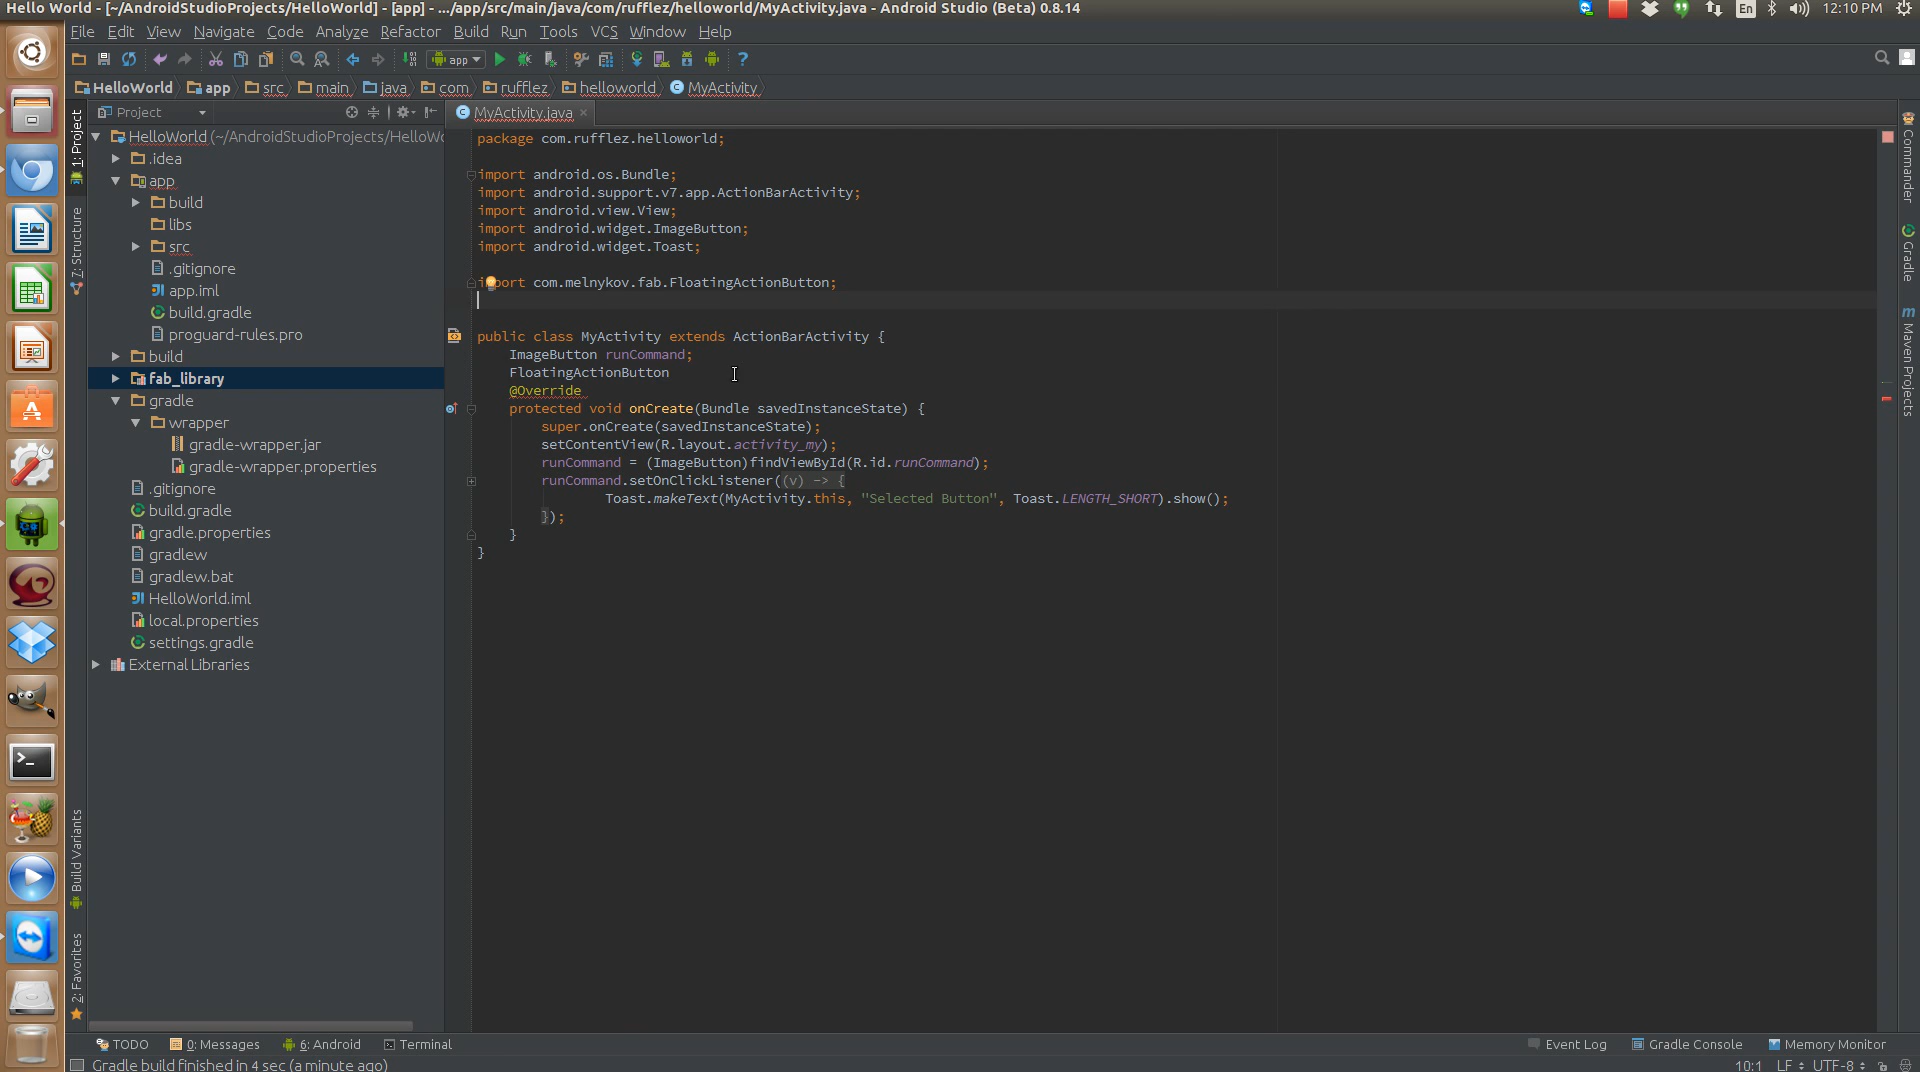 Hello World - [~/AndroidStudioProjects/HelloWorld] - [app] - .../app/src/main/java/com/rufflez/helloworld/MyActivity.java - Android Studio (Beta) 0.8.14
En
12:10 PM
File Edit View Navigate Code Analyze Refactor Build Run Tools VCS Window Help
app
HelloWorld app src main java com rufflez helloworld MyActivity
Project
MyActivity.java
1: Project
7: Structure
Build Variants
2: Favorites
HelloWorld (~/AndroidStudioProjects/HelloWo
.idea
app
build
libs
src
.gitignore
app.iml
build.gradle
proguard-rules.pro
build
fab_library
gradle
wrapper
gradle-wrapper.jar
gradle-wrapper.properties
.gitignore
build.gradle
gradle.properties
gradlew
gradlew.bat
HelloWorld.iml
local.properties
settings.gradle
External Libraries
package com.rufflez.helloworld;
import android.os.Bundle;
import android.support.v7.app.ActionBarActivity;
import android.view.View;
import android.widget.ImageButton;
import android.widget.Toast;
import com.melnykov.fab.FloatingActionButton;
public class MyActivity extends ActionBarActivity {
ImageButton runCommand;
FloatingActionButton
@Override
protected void onCreate(Bundle savedInstanceState) {
super.onCreate(savedInstanceState);
setContentView(R.layout.activity_my);
runCommand = (ImageButton)findViewById(R.id.runCommand);
runCommand.setOnClickListener((v) -> {
Toast.makeText(MyActivity.this, "Selected Button", Toast.LENGTH_SHORT).show();
});
}
}
Commander
Gradle
Maven Projects
TODO 0: Messages 6: Android Terminal
Event Log Gradle Console Memory Monitor
Gradle build finished in 4 sec (a minute ago)
10:1 LF UTF-8